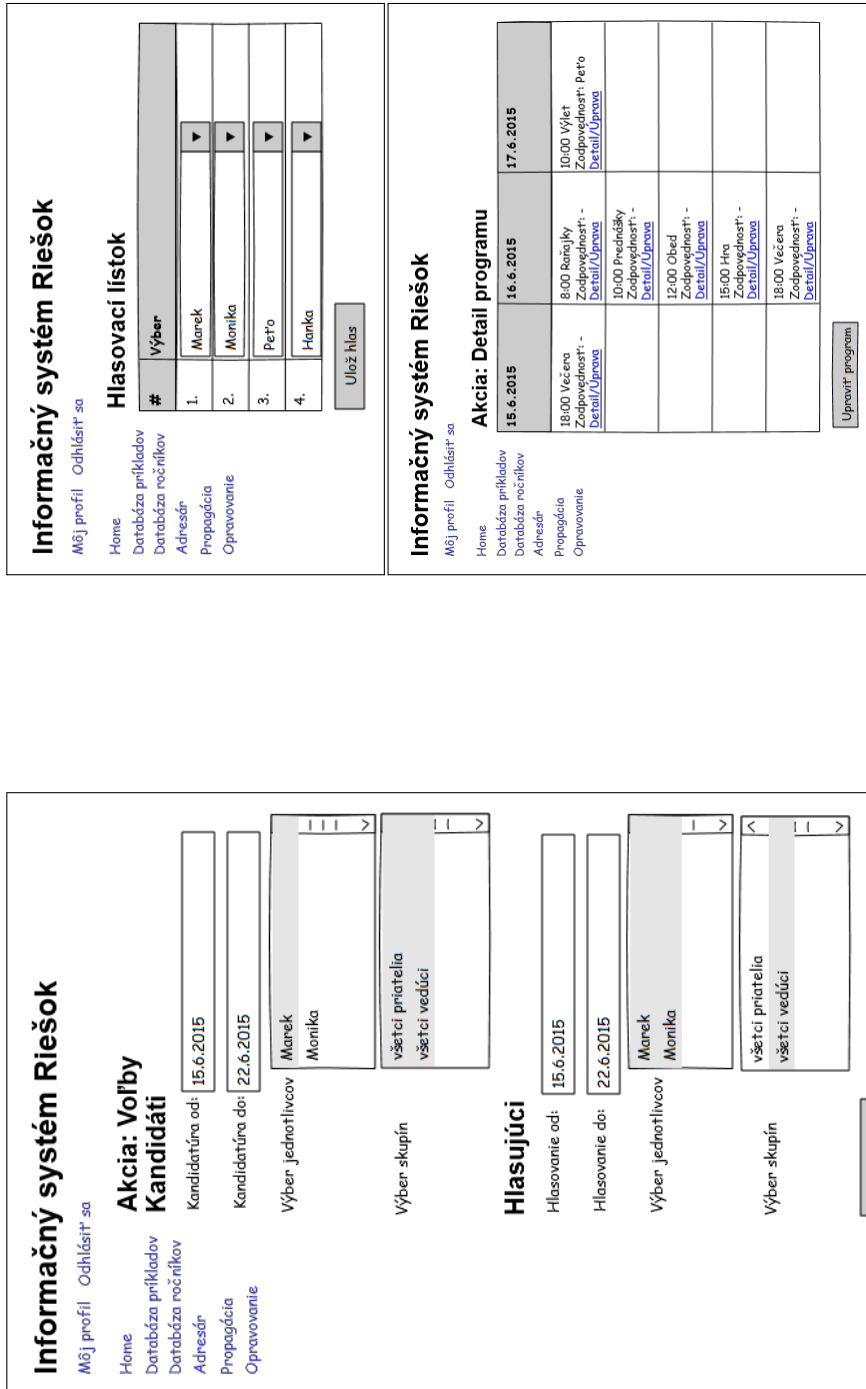 Informačný systém Riešok
Môj profil Odhlásiť sa
Home
Databáza príkladov
Databáza ročníkov
Adresár
Propagácia
Opravovanie
Akcia: Voľby
Kandidáti
Kandidatúra od: 15.6.2015
Kandidatúra do: 22.6.2015
Výber jednotlivcov
Marek
Monika
Výber skupín
všetci priatelia
všetci vedúci
Hlasujúci
Hlasovanie od: 15.6.2015
Hlasovanie do: 22.6.2015
Výber jednotlivcov
Marek
Monika
Výber skupín
všetci priatelia
všetci vedúci
Informačný systém Riešok
Môj profil Odhlásiť sa
Home
Databáza príkladov
Databáza ročníkov
Adresár
Propagácia
Opravovanie
Hlasovací lístok
# Výber
1. Marek
2. Monika
3. Peťo
4. Hanka
Ulož hlas
Informačný systém Riešok
Môj profil Odhlásiť sa
Home
Databáza príkladov
Databáza ročníkov
Adresár
Propagácia
Opravovanie
Akcia: Detail programu
15.6.2015 16.6.2015 17.6.2015
18:00 Večera
Zodpovednosť: -
Detail/Úprava
8:00 Raňajky
Zodpovednosť: -
Detail/Úprava
10:00 Výlet
Zodpovednosť: Peťo
Detail/Úprava
10:00 Prednášky
Zodpovednosť: -
Detail/Úprava
12:00 Obed
Zodpovednosť: -
Detail/Úprava
15:00 Hra
Zodpovednosť: -
Detail/Úprava
18:00 Večera
Zodpovednosť: -
Detail/Úprava
Upraviť program